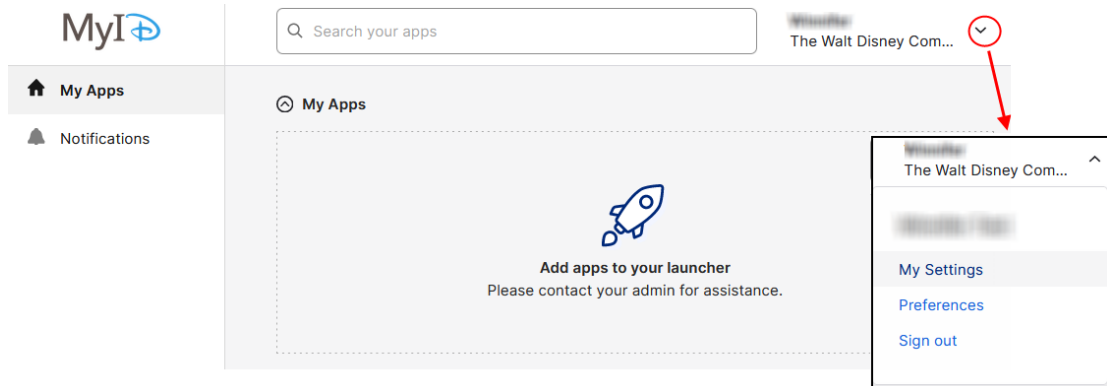 MyID
Search your apps
The Walt Disney Com...
My Apps
Notifications
My Apps
Add apps to your launcher
Please contact your admin for assistance.
The Walt Disney Com...
My Settings
Preferences
Sign out